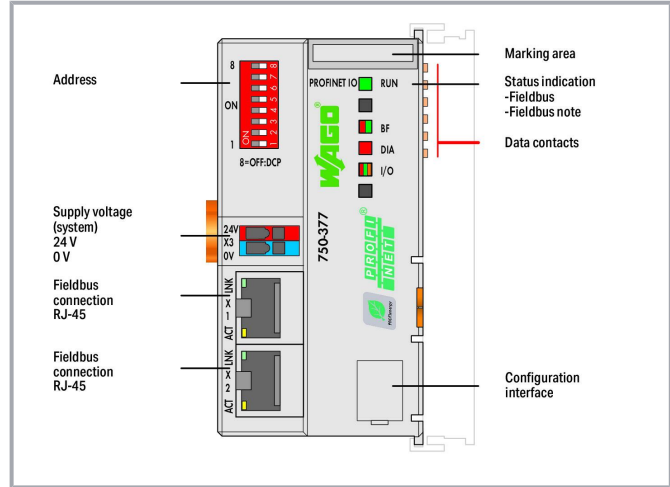 Address
Supply voltage
(system)
24 V
0 V
Fieldbus
connection
RJ-45
Fieldbus
connection
RJ-45
8
ON
1
ON
1 2 3 4 5 6 7 8
8=OFF:DCP
24V
X3
0V
LNK
X
1
ACT
LNK
X
2
ACT
PROFINET IO
RUN
BF
DIA
I/O
WAGO®
750-377
PROFI®
NET
Marking area
Status indication
-Fieldbus
-Fieldbus note
Data contacts
Configuration
interface